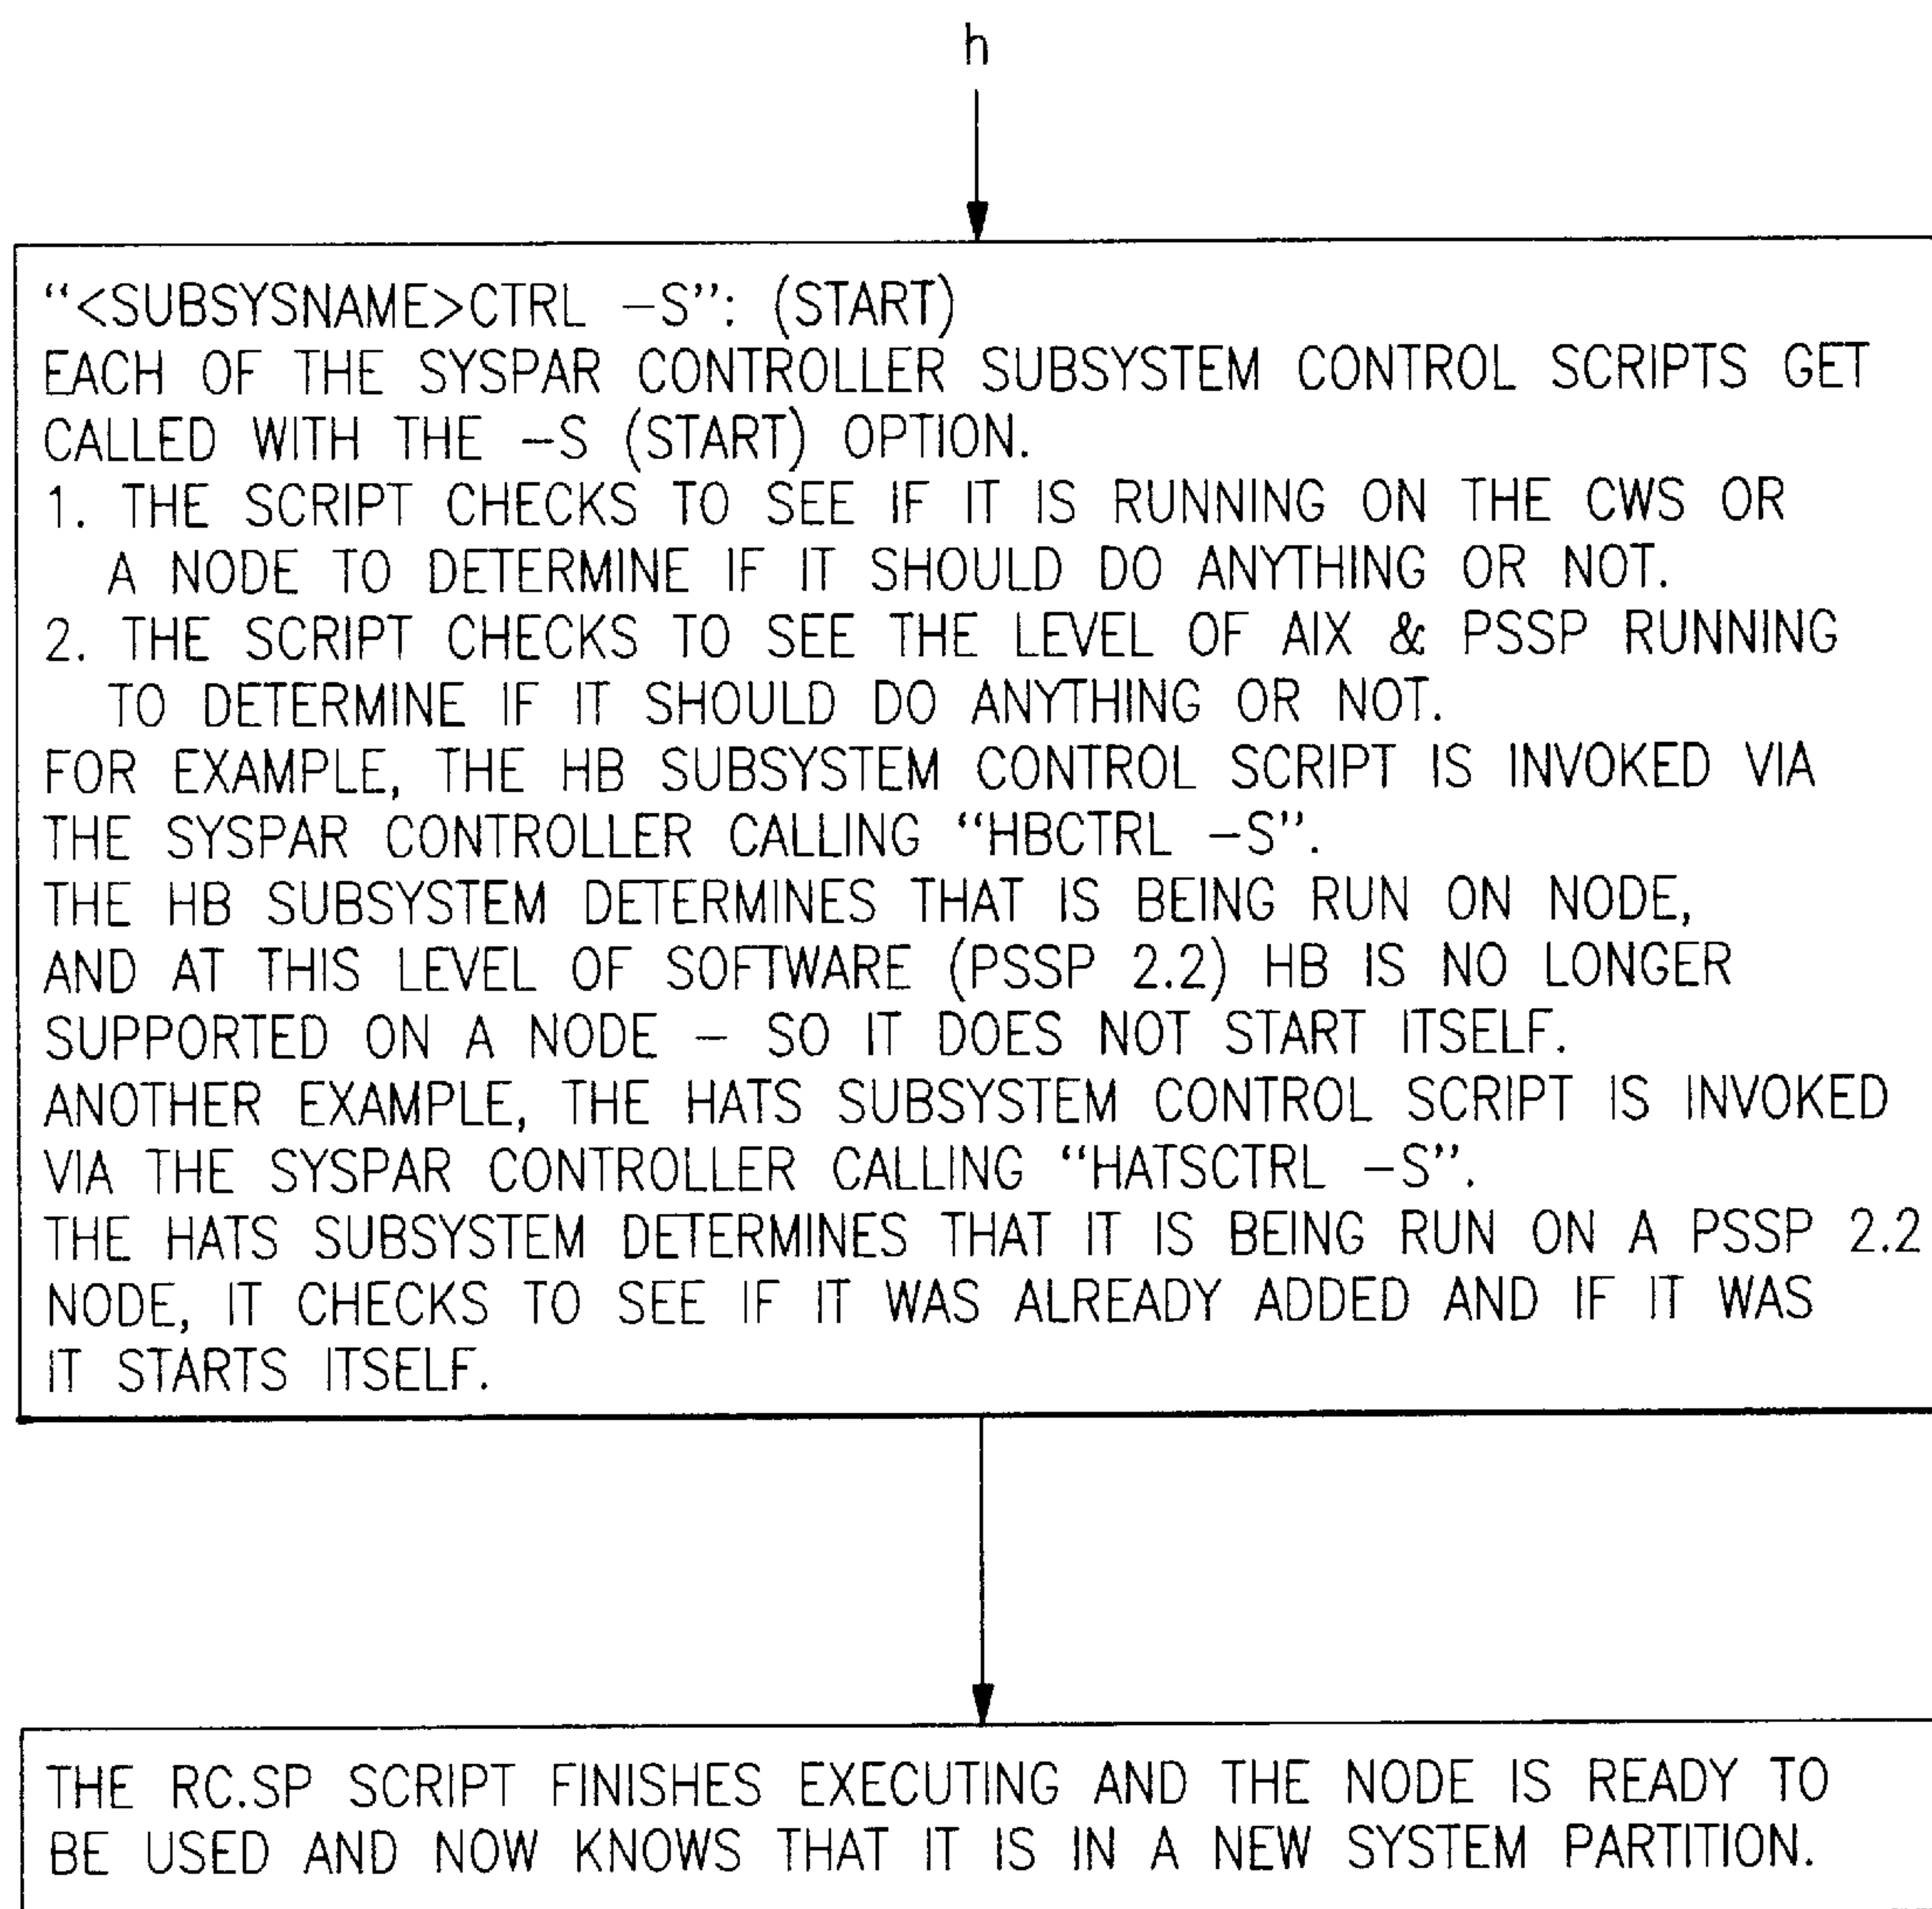 h
“<SUBSYSNAME>CTRL –S”: (START)
EACH OF THE SYSPAR CONTROLLER SUBSYSTEM CONTROL SCRIPTS GET
CALLED WITH THE –S (START) OPTION.
1. THE SCRIPT CHECKS TO SEE IF IT IS RUNNING ON THE CWS OR
A NODE TO DETERMINE IF IT SHOULD DO ANYTHING OR NOT.
2. THE SCRIPT CHECKS TO SEE THE LEVEL OF AIX & PSSP RUNNING
TO DETERMINE IF IT SHOULD DO ANYTHING OR NOT.
FOR EXAMPLE, THE HB SUBSYSTEM CONTROL SCRIPT IS INVOKED VIA
THE SYSPAR CONTROLLER CALLING “HBCTRL –S”.
THE HB SUBSYSTEM DETERMINES THAT IS BEING RUN ON NODE,
AND AT THIS LEVEL OF SOFTWARE (PSSP 2.2) HB IS NO LONGER
SUPPORTED ON A NODE – SO IT DOES NOT START ITSELF.
ANOTHER EXAMPLE, THE HATS SUBSYSTEM CONTROL SCRIPT IS INVOKED
VIA THE SYSPAR CONTROLLER CALLING “HATSCTRL –S”.
THE HATS SUBSYSTEM DETERMINES THAT IT IS BEING RUN ON A PSSP 2.2
NODE, IT CHECKS TO SEE IF IT WAS ALREADY ADDED AND IF IT WAS
IT STARTS ITSELF.
THE RC.SP SCRIPT FINISHES EXECUTING AND THE NODE IS READY TO
BE USED AND NOW KNOWS THAT IT IS IN A NEW SYSTEM PARTITION.